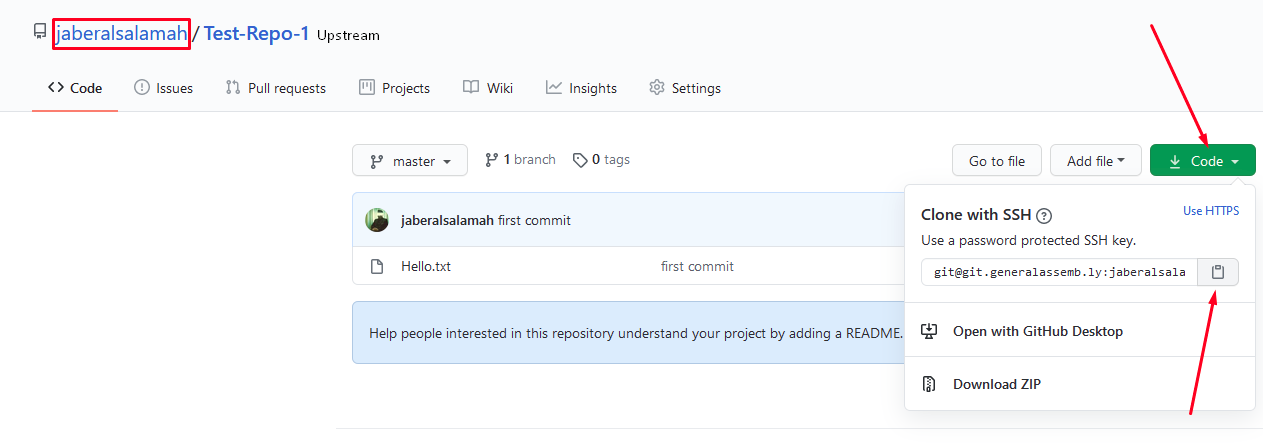 jaberalsalamah / Test-Repo-1 Upstream
Code Issues Pull requests Projects Wiki Insights Settings
master 1 branch 0 tags Go to file Add file Code
jaberalsalamah first commit
Hello.txt first commit
Help people interested in this repository understand your project by adding a README.
Clone with SSH ? Use HTTPS
Use a password protected SSH key.
git@git.generalassemb.ly:jaberalsala
Open with GitHub Desktop
Download ZIP